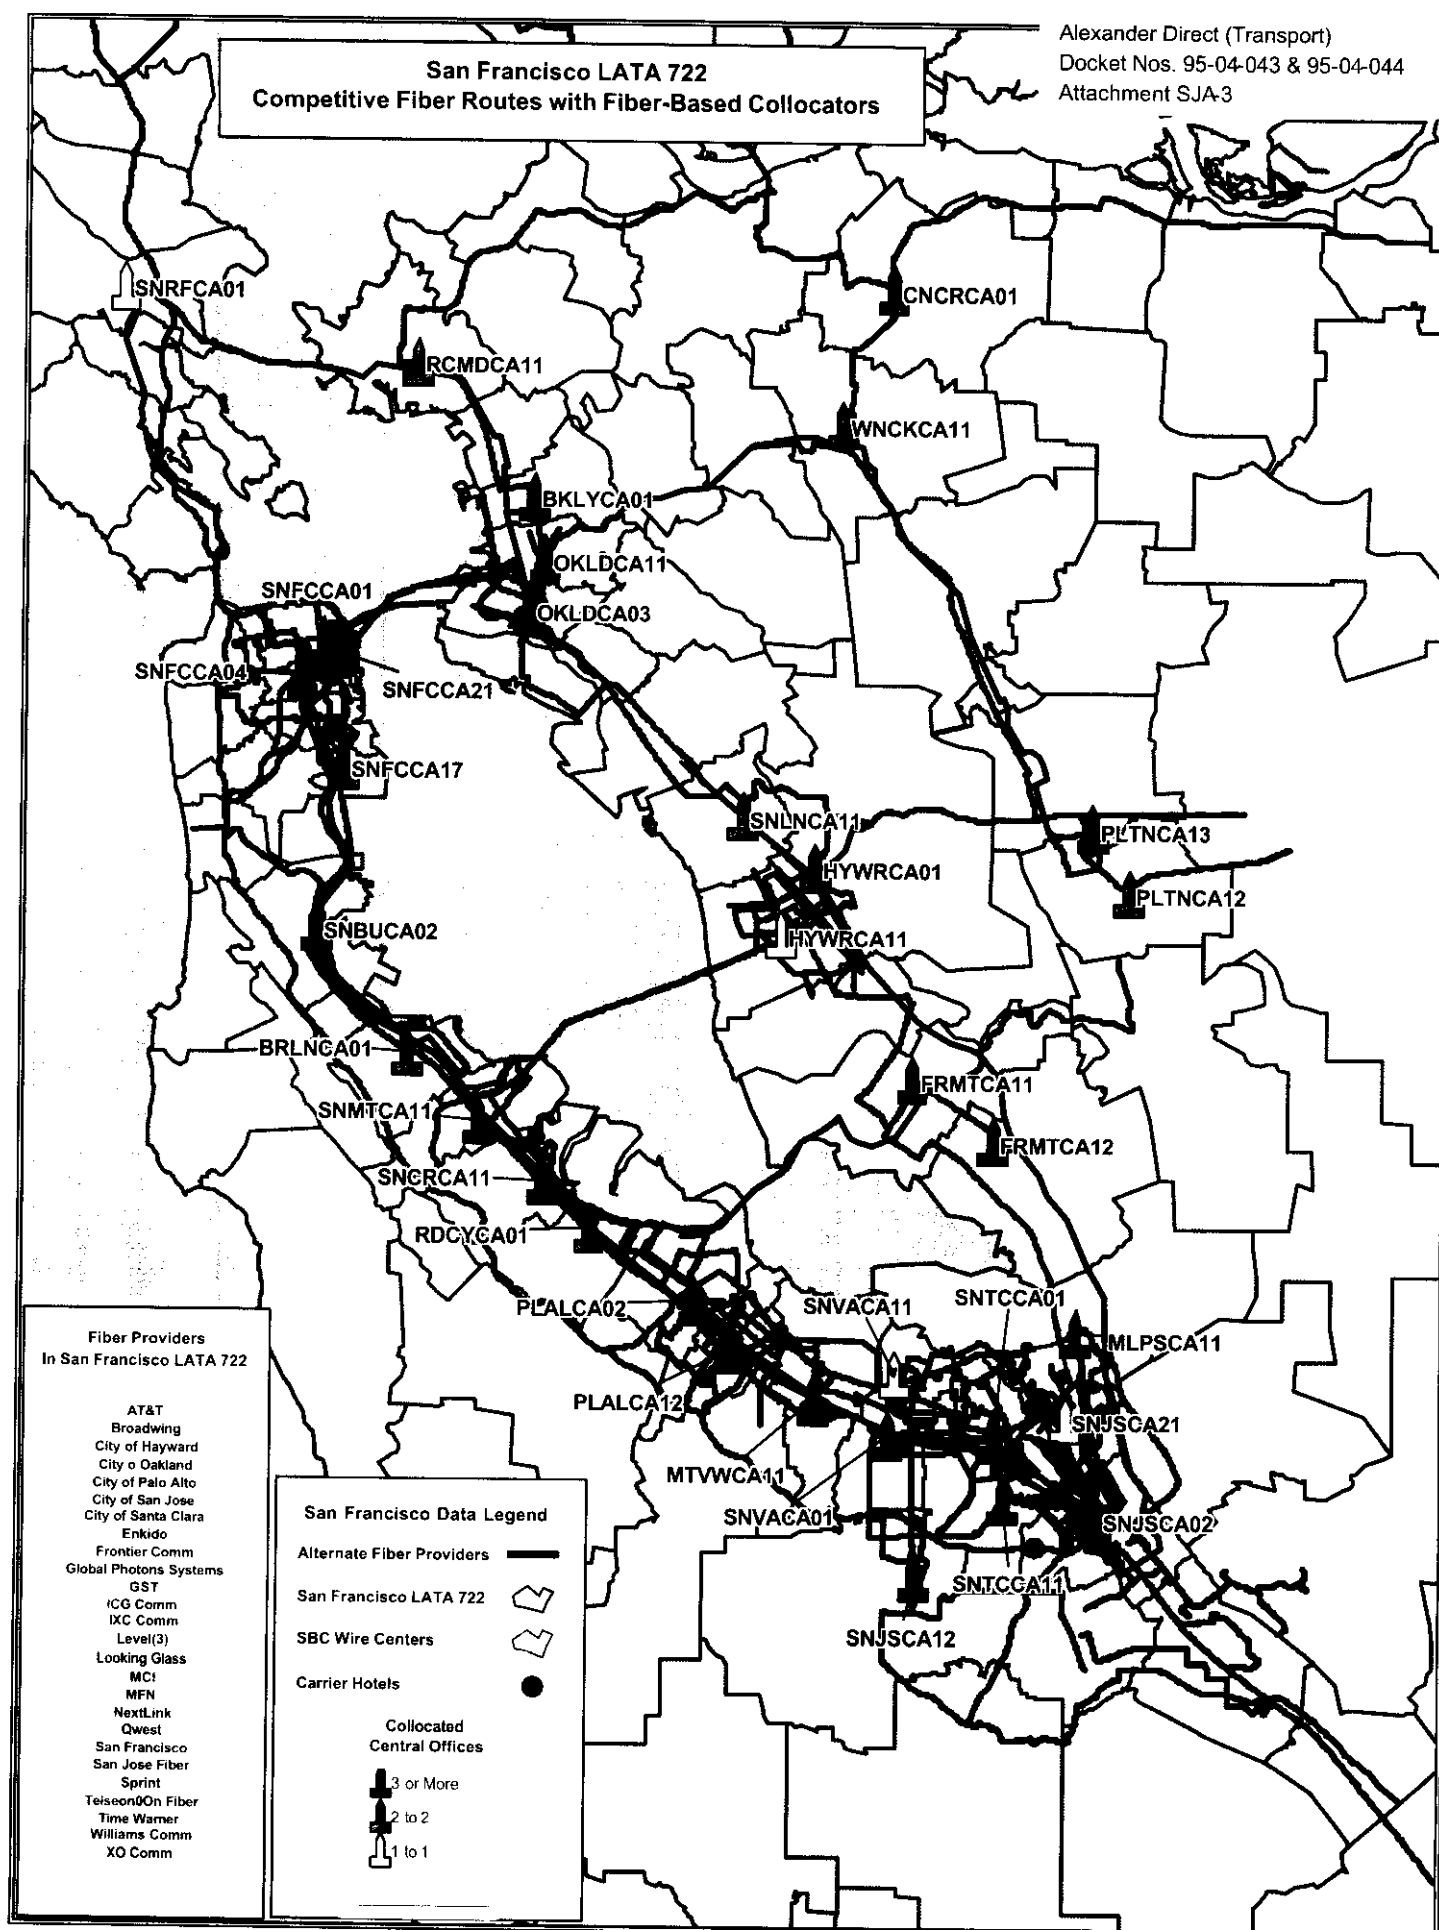 Alexander Direct (Transport)
Docket Nos. 95-04-043 & 95-04-044
Attachment SJA-3
San Francisco LATA 722
Competitive Fiber Routes with Fiber-Based Collocators
SNRFCA01
CNCRCA01
RCMDCA11
WNCKCA11
BKLYCA01
OKLDCA11
SNFCCA01
OKLDCA03
SNFCCA04
SNFCCA21
SNFCCA17
SNLNCA11
PLTNCA13
HYWRCA01
PLTNCA12
SNBUCA02
HYWRCA11
BRLNCA01
FRMTCA11
SNMTCA11
FRMTCA12
SNCRCA11
RDCYCA01
PLALCA02
SNVACA11
SNTCCA01
MLPSCA11
PLALCA12
SNJSCA21
MTVWCA11
SNVACA01
SNJSCA02
SNTCCA11
SNJSCA12
Fiber Providers
In San Francisco LATA 722
AT&T
Broadwing
City of Hayward
City o Oakland
City of Palo Alto
City of San Jose
City of Santa Clara
Enkido
Frontier Comm
Global Photons Systems
GST
ICG Comm
IXC Comm
Level(3)
Looking Glass
MCI
MFN
NextLink
Qwest
San Francisco
San Jose Fiber
Sprint
Fiber
Time Warner
Williams Comm
XO Comm
San Francisco Data Legend
Alternate Fiber Providers
San Francisco LATA 722
SBC Wire Centers
Carrier Hotels
Collocated
Central Offices
3 or More
2 to 2
1 to 1